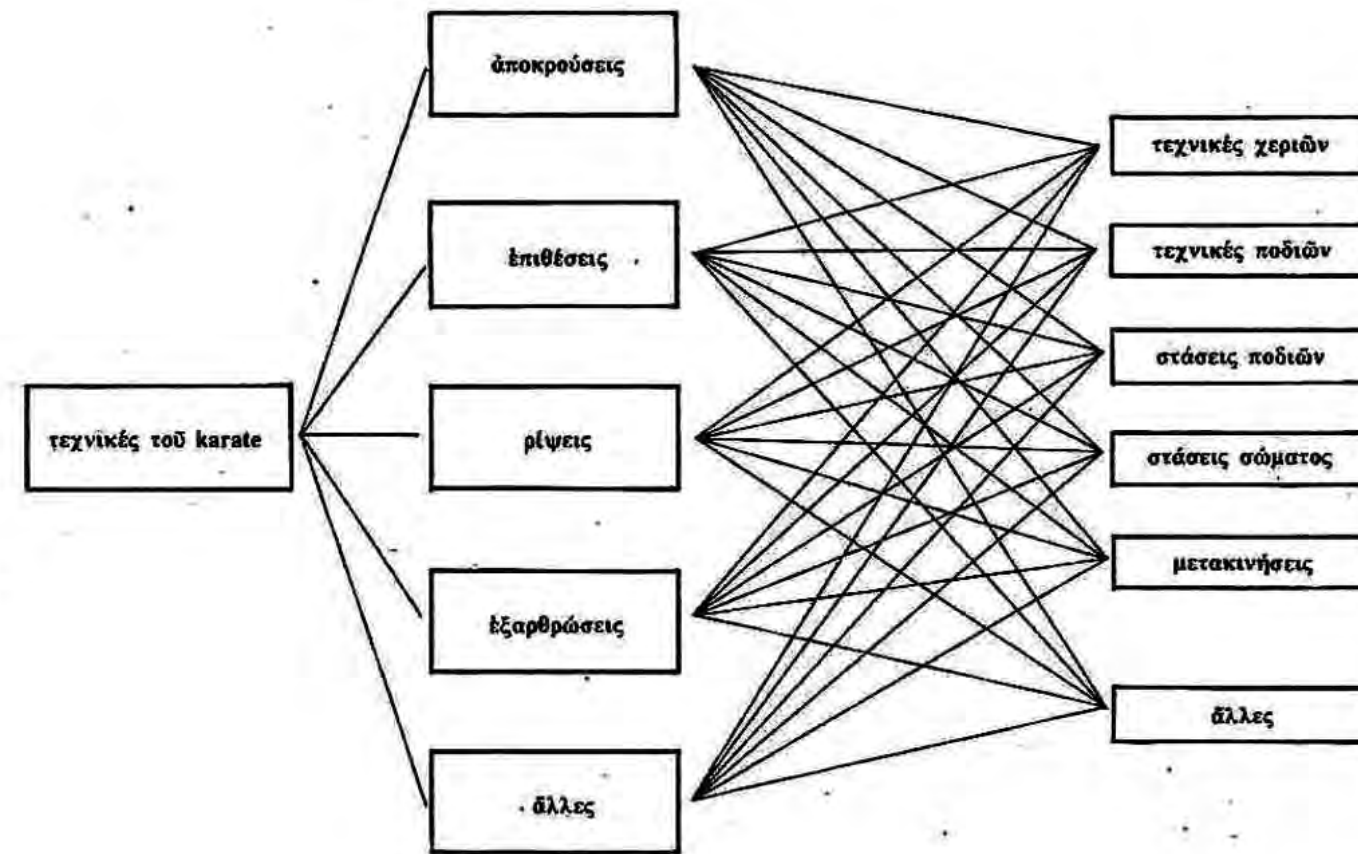 τεχνικές τοῦ karate
ἀποκρούσεις
ἐπιθέσεις
ρίψεις
ἐξαρθρώσεις
ἄλλες
τεχνικές χεριῶν
τεχνικές ποδιῶν
στάσεις ποδιῶν
στάσεις σώματος
μετακινήσεις
ἄλλες